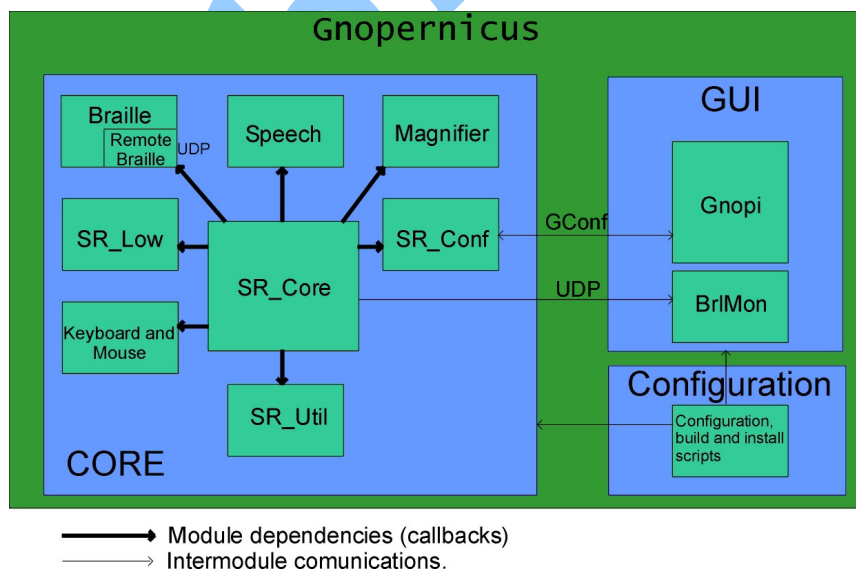 Gnopernicus
Braille
Remote
Braille
UDP
Speech
Magnifier
SR_Low
SR_Core
SR_Conf
Keyboard and
Mouse
SR_Util
CORE
GConf
UDP
GUI
Gnopi
BrlMon
Configuration
Configuration,
build and install
scripts
Module dependencies (callbacks)
Intermodule comunications.